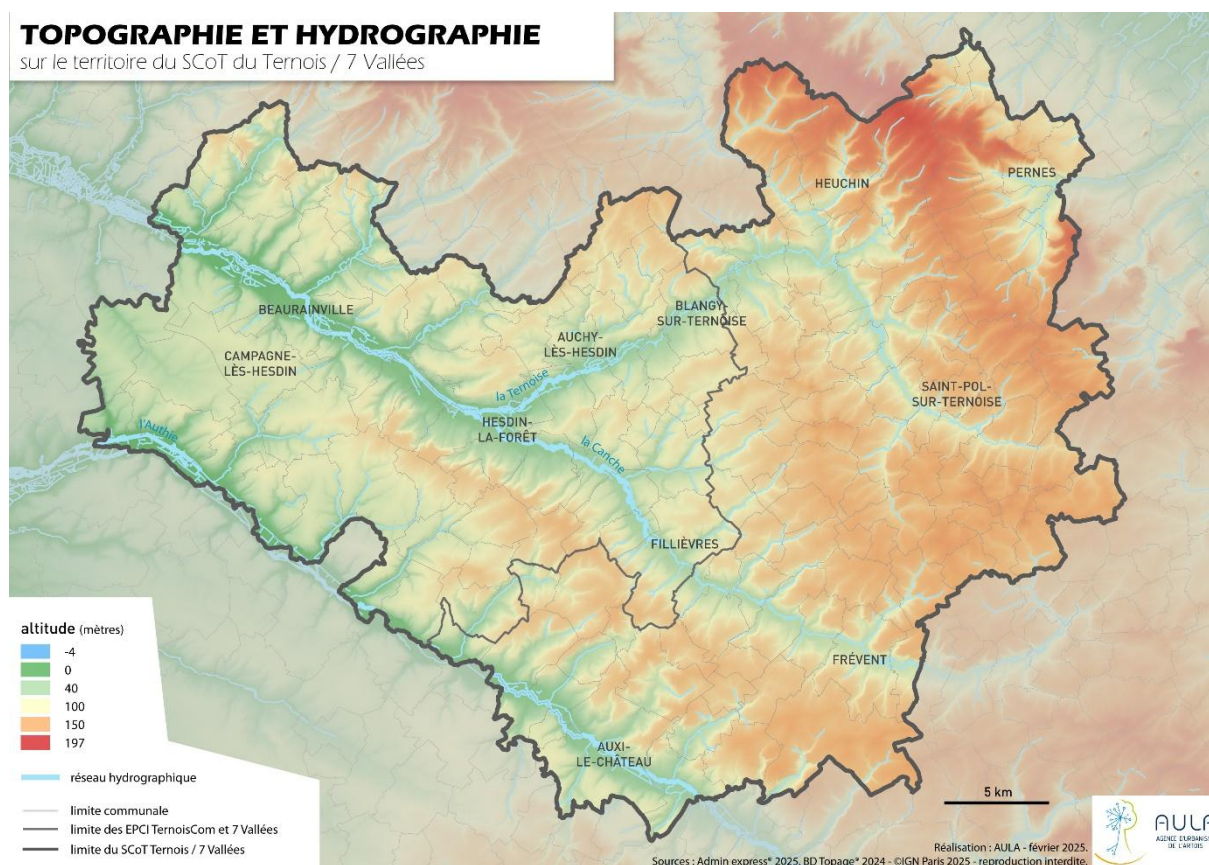 TOPOGRAPHIE ET HYDROGRAPHIE
sur le territoire du SCoT du Ternois / 7 Vallées
PERNES
HEUCHIN
BEAURAINVILLE
BLANGY-
SUR-TERNOISE
AUCHY-
LÈS-HESDIN
CAMPAGNE-
LÈS-HESDIN
la Ternoise
SAINT-POL-
SUR-TERNOISE
l'Authie
HESDIN-
LA-FORÊT
la Canche
FILLIÈVRES
FRÉVENT
AUXI-
LE-CHÂTEAU
altitude (mètres)
-4
0
40
100
150
197
réseau hydrographique
limite communale
limite des EPCI TernoisCom et 7 Vallées
limite du SCoT Ternois / 7 Vallées
5 km
AULA
AGENCE D'URBANISME
DE L'ARTOIS
Réalisation : AULA - février 2025.
Sources : Admin express® 2025, BD Topage® 2024 - ©IGN Paris 2025 - reproduction interdite.